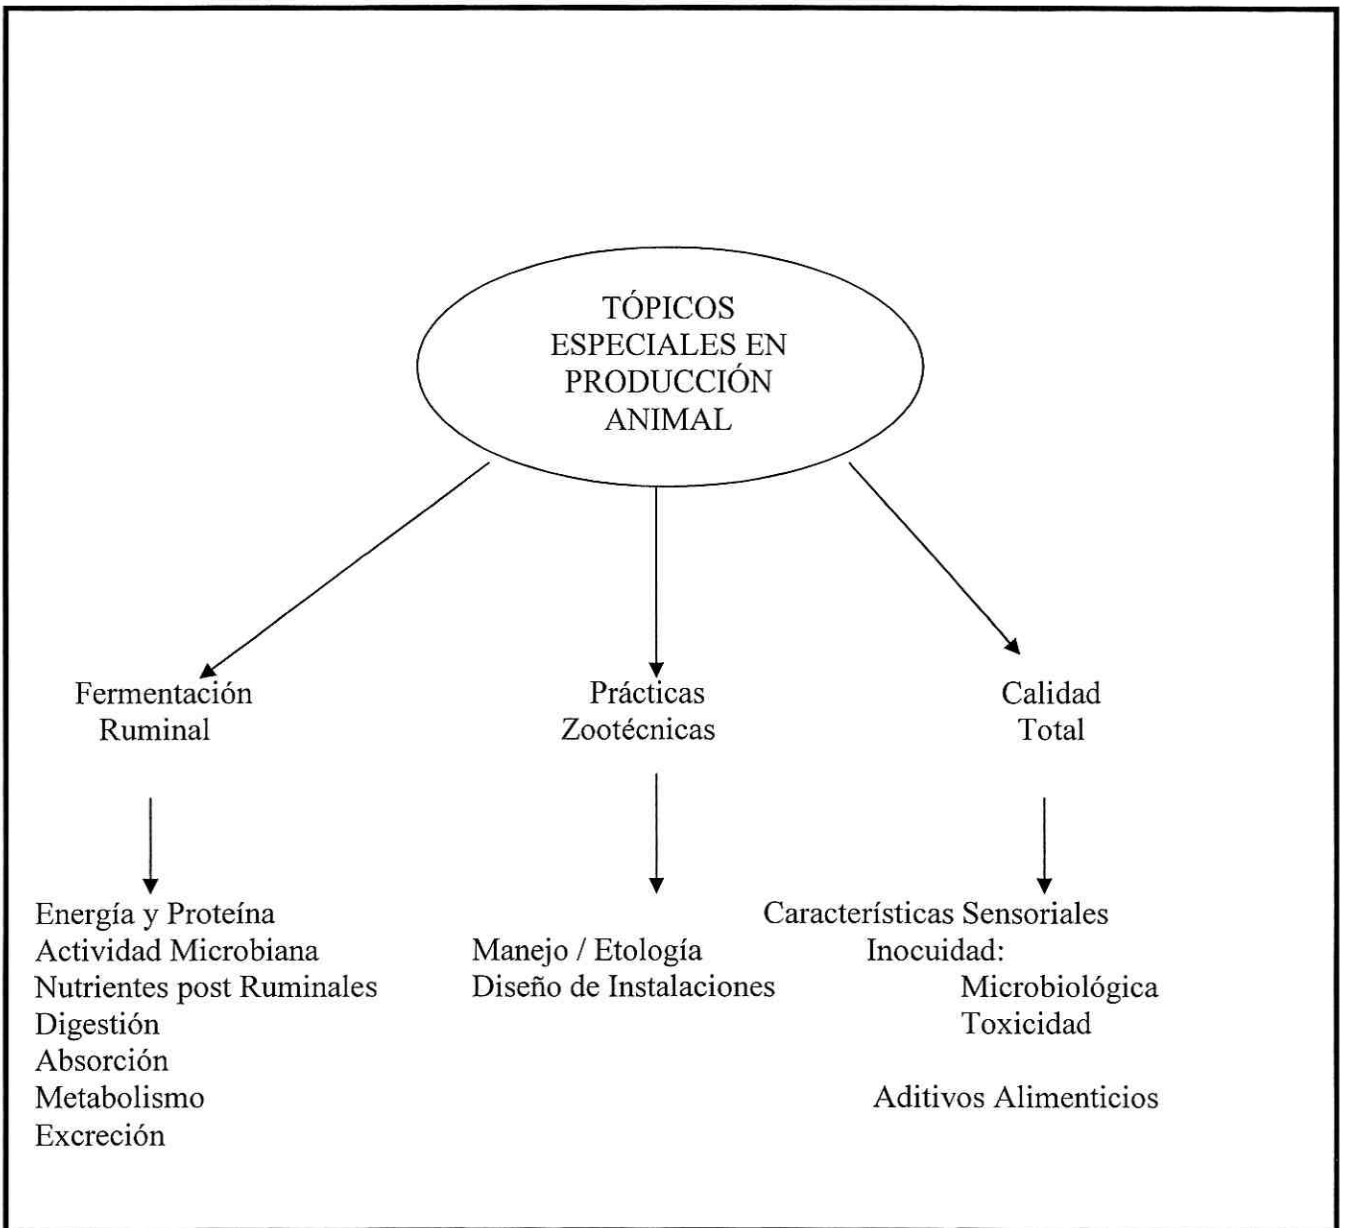 TÓPICOS
ESPECIALES EN
PRODUCCIÓN
ANIMAL
Fermentación
Ruminal
Prácticas
Zootécnicas
Calidad
Total
Energía y Proteína
Actividad Microbiana
Nutrientes post Ruminales
Digestión
Absorción
Metabolismo
Excreción
Manejo / Etología
Diseño de Instalaciones
Características Sensoriales
Inocuidad:
Microbiológica
Toxicidad
Aditivos Alimenticios